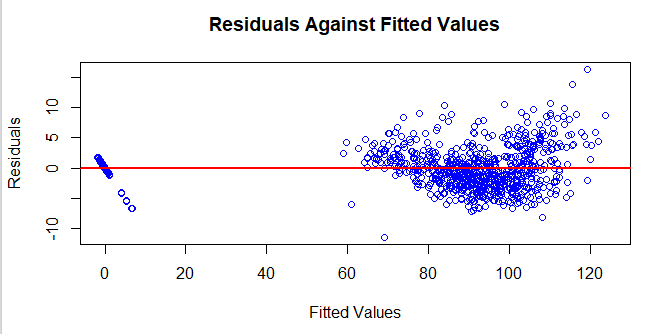 Residuals Against Fitted Values
Residuals
10
5
0
-10
0 20 40 60 80 100 120
Fitted Values